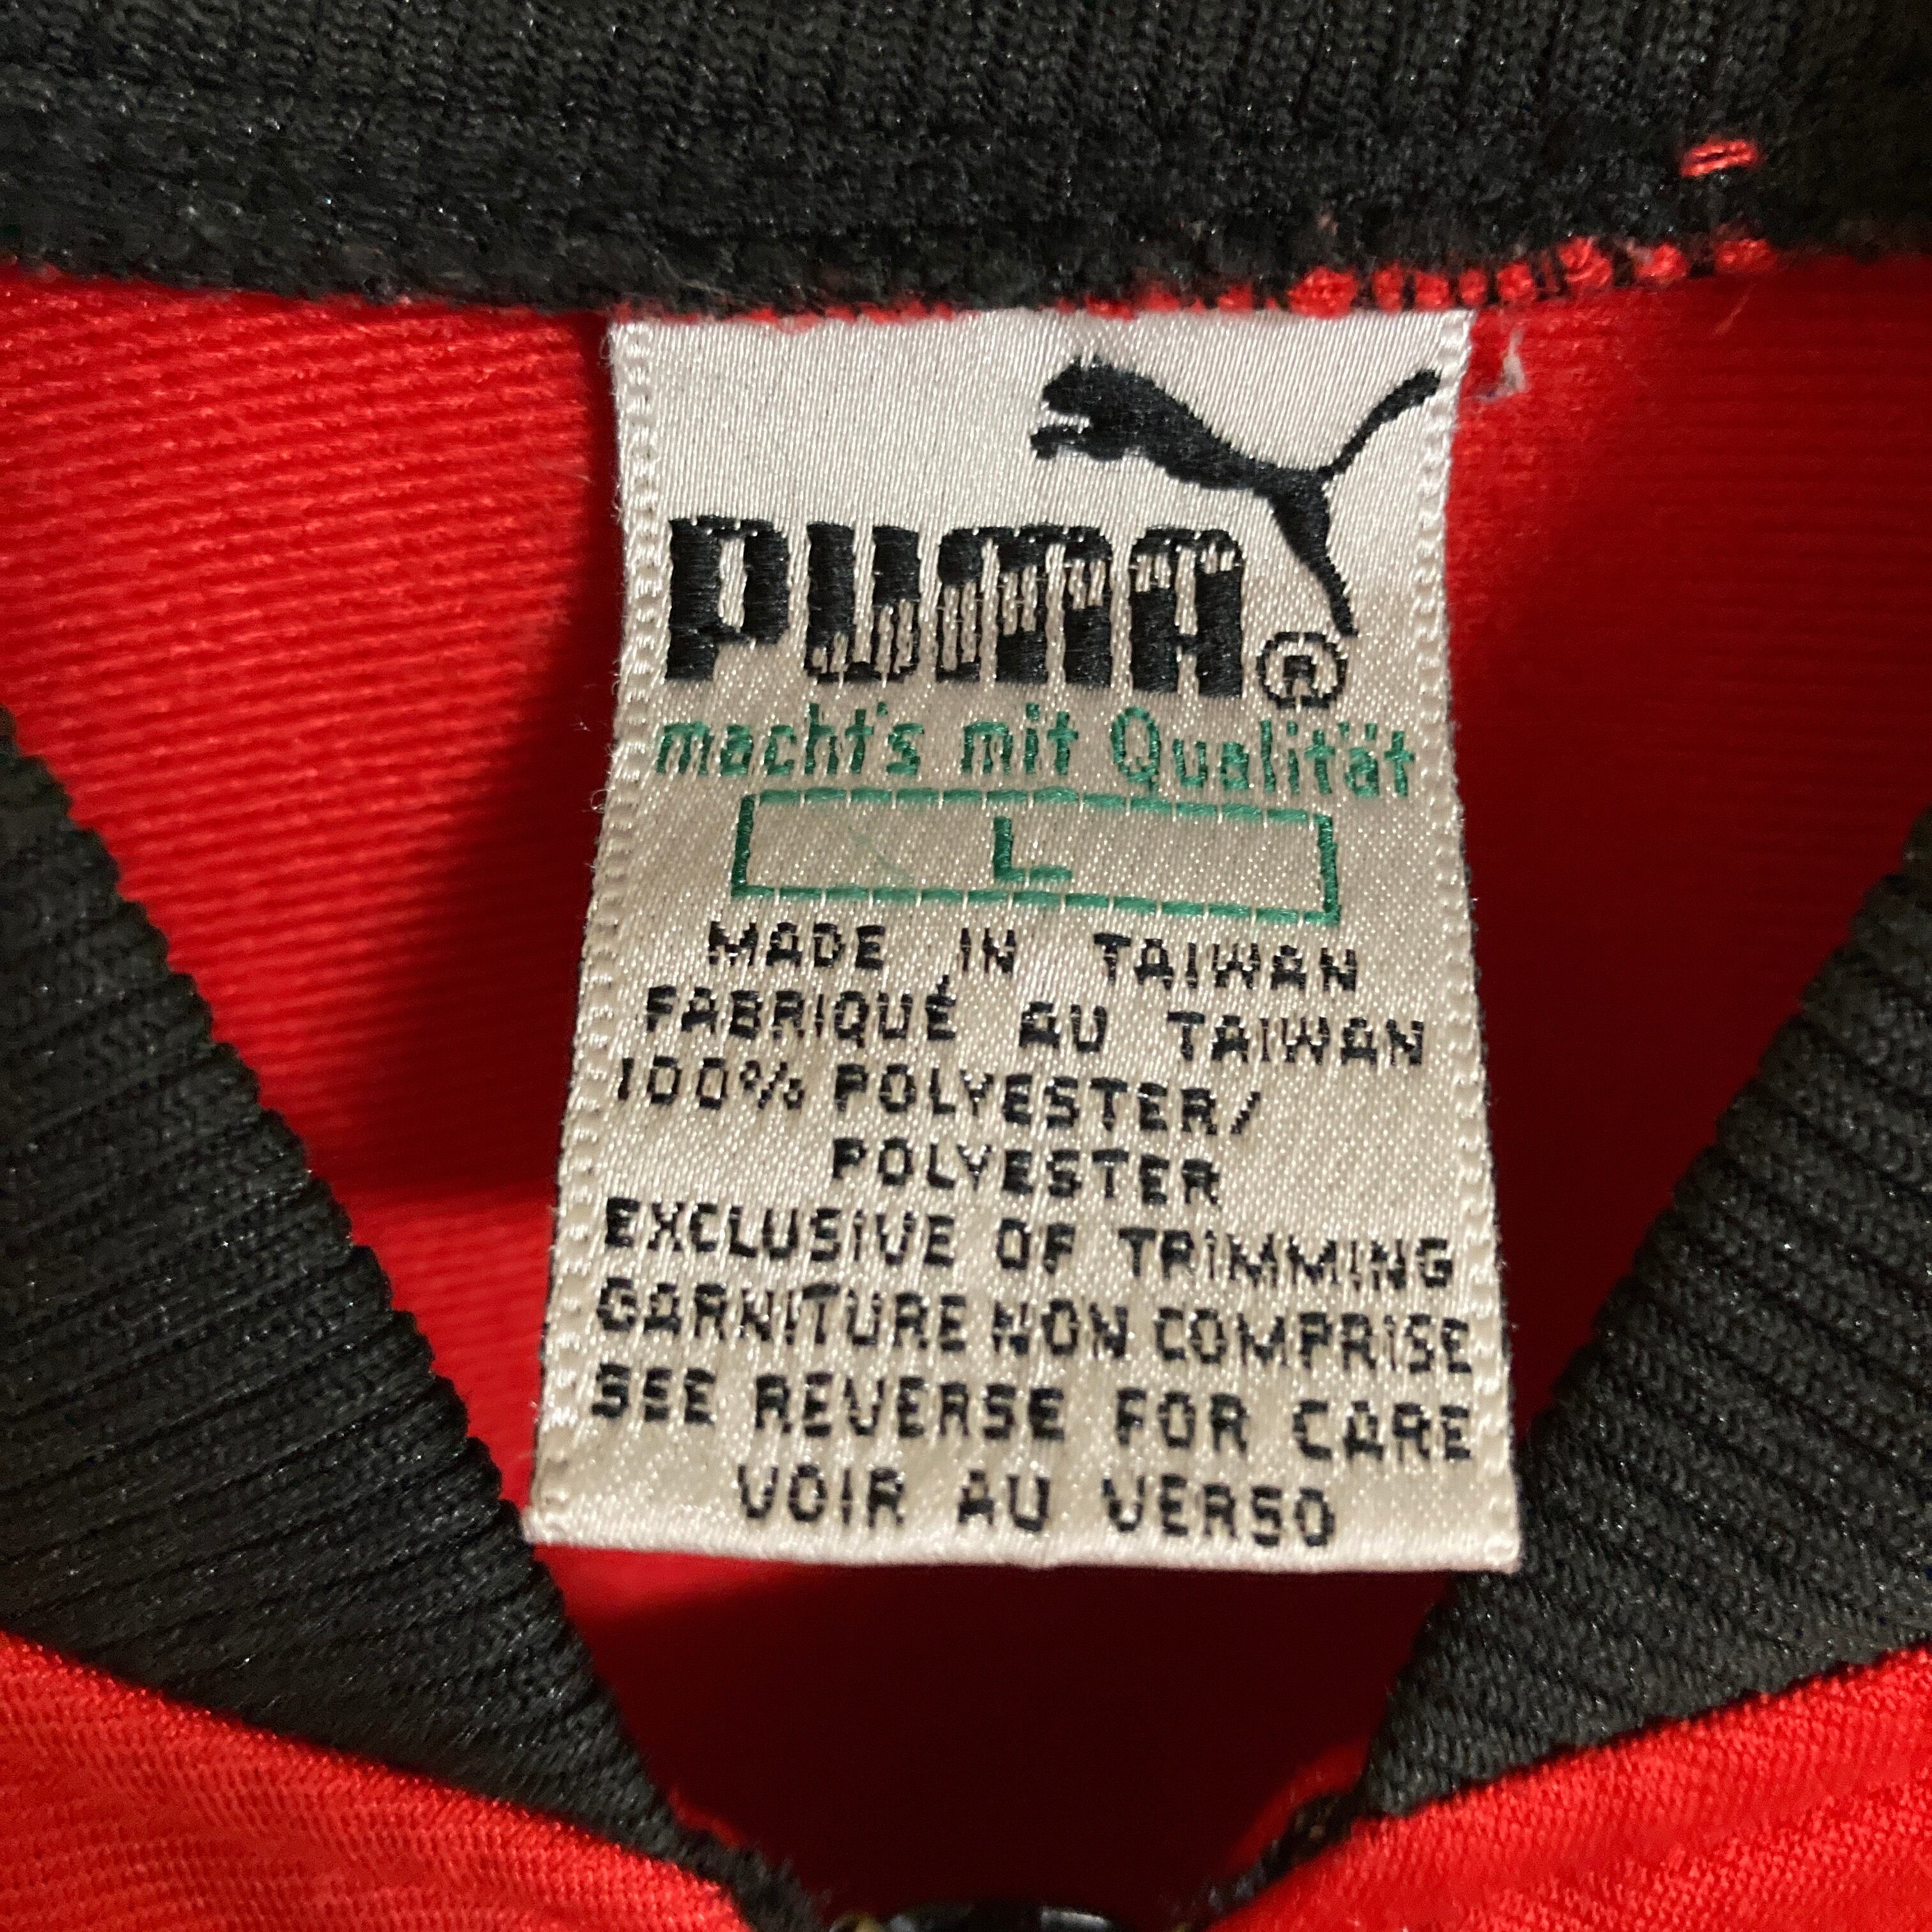 PUMA®
macht's mit Qualität
L
MADE IN TAIWAN
FABRIQUÉ AU TAIWAN
100% POLYESTER/
POLYESTER
EXCLUSIVE OF TRIMMING
GARNITURE NON COMPRISE
SEE REVERSE FOR CARE
VOIR AU VERSO